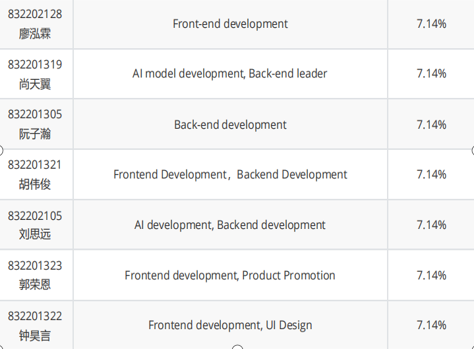 832202128
廖泓霖
Front-end development
7.14%
832201319
尚天翼
AI model development, Back-end leader
7.14%
832201305
阮子瀚
Back-end development
7.14%
832201321
胡伟俊
Frontend Development，Backend Development
7.14%
832202105
刘思远
AI development, Backend development
7.14%
832201323
郭荣恩
Frontend development, Product Promotion
7.14%
832201322
钟昊言
Frontend development, UI Design
7.14%